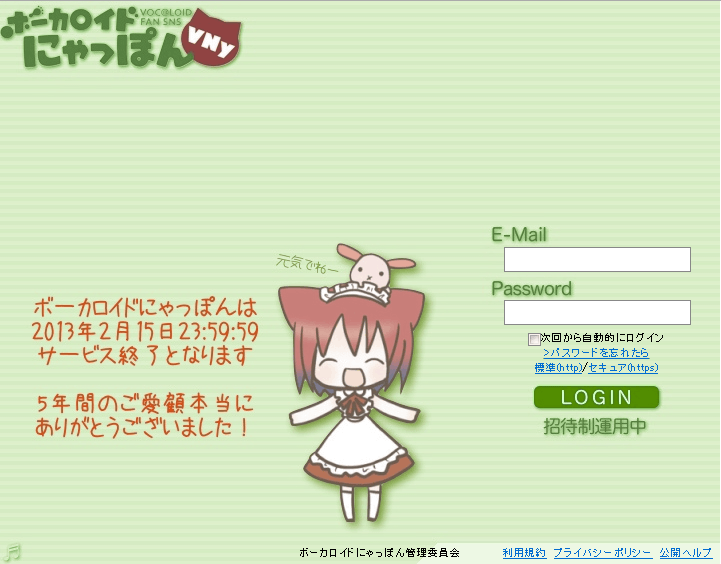 ボーカロイド VOC@LOID
FAN SNS
にゃっぽん VNy
元気でねー
ボーカロイドにゃっぽんは
2013年2月15日23:59:59
サービス終了となります
5年間のご愛顧本当に
ありがとうございました！
E-Mail
Password
次回から自動的にログイン
>パスワードを忘れたら
標準(http)/セキュア(https)
LOGIN
招待制運用中
ボーカロイドにゃっぽん管理委員会 利用規約 プライバシーポリシー 公開ヘルプ